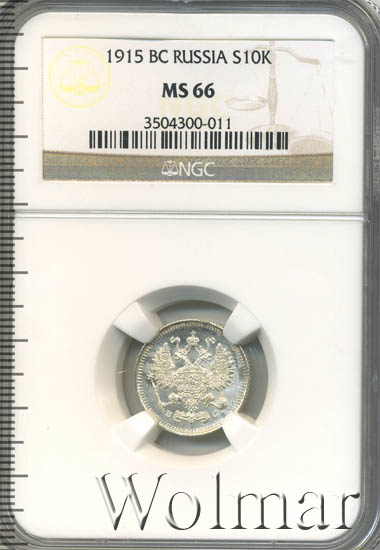 1915 BC RUSSIA S10K
MS 66
3504300-011
NGC
Wolmar